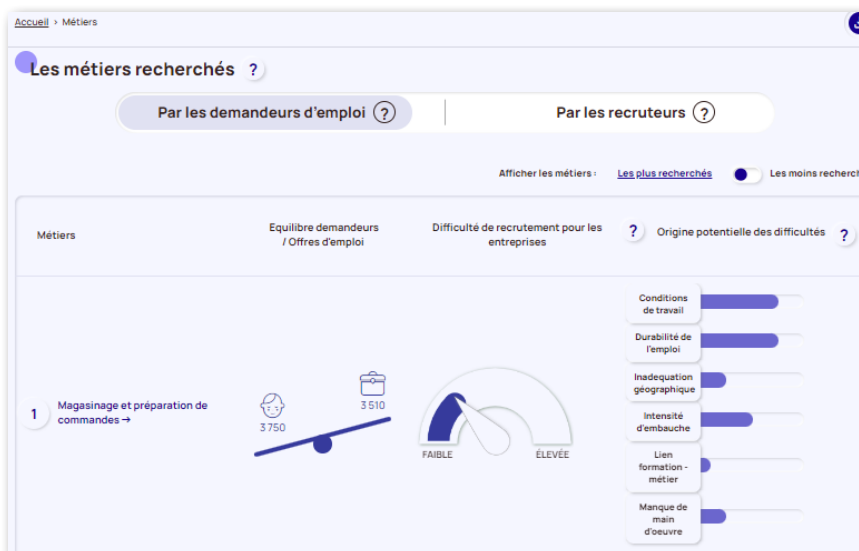 Accueil > Métiers
Les métiers recherchés ?
Par les demandeurs d'emploi ?
Par les recruteurs ?
Afficher les métiers :
Les plus recherchés
Les moins recherch
Métiers
Equilibre demandeurs
/ Offres d'emploi
Difficulté de recrutement pour les
entreprises
?
Origine potentielle des difficultés ?
1
Magasinage et préparation de
commandes →
3 750
3 510
FAIBLE
ÉLEVÉE
Conditions
de travail
Durabilité de
l'emploi
Inadequation
géographique
Intensité
d'embauche
Lien
formation -
métier
Manque de
main
d'oeuvre